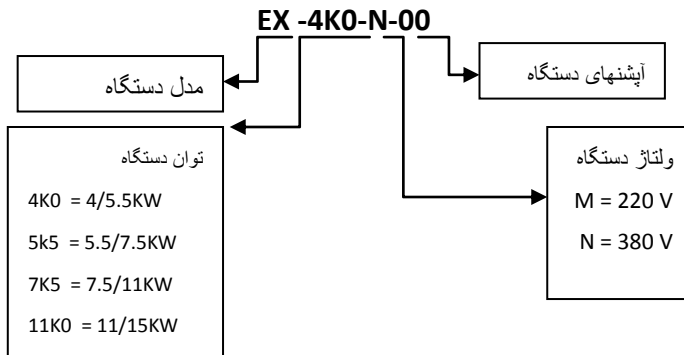 EX -4K0-N-00
آپشنهای دستگاه
مدل دستگاه
توان دستگاه
4K0 = 4/5.5KW
5k5 = 5.5/7.5KW
7K5 = 7.5/11KW
11K0 = 11/15KW
ولتاژ دستگاه
M = 220 V
N = 380 V